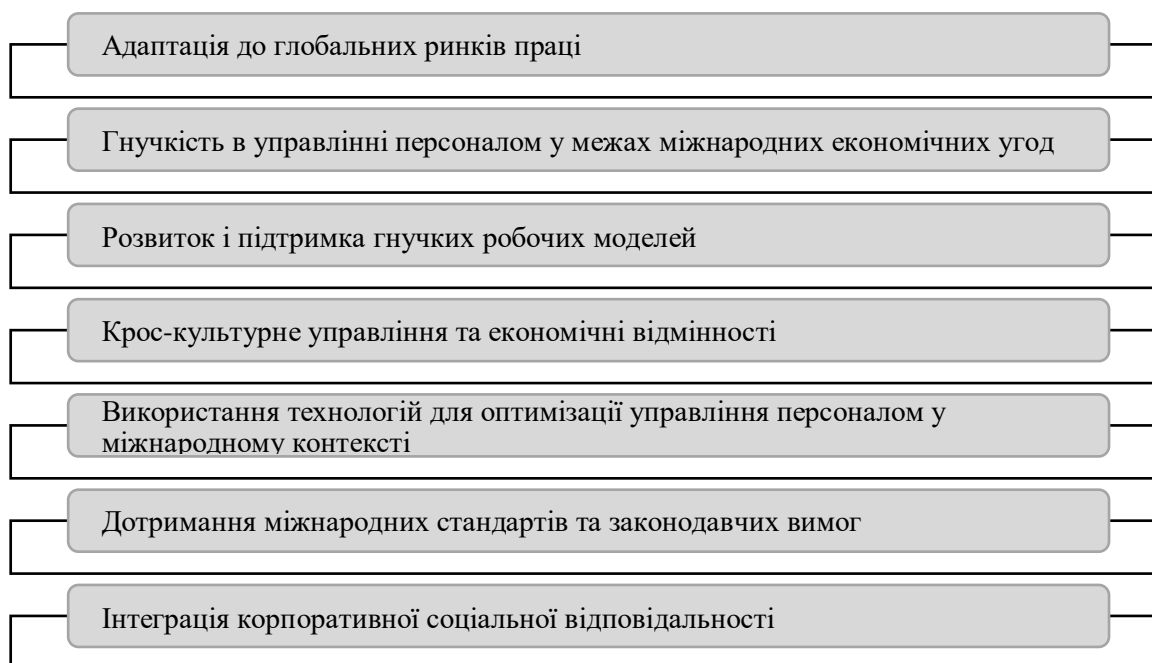 Адаптація до глобальних ринків праці
Гнучкість в управлінні персоналом у межах міжнародних економічних угод
Розвиток і підтримка гнучких робочих моделей
Крос-культурне управління та економічні відмінності
Використання технологій для оптимізації управління персоналом у
міжнародному контексті
Дотримання міжнародних стандартів та законодавчих вимог
Інтеграція корпоративної соціальної відповідальності